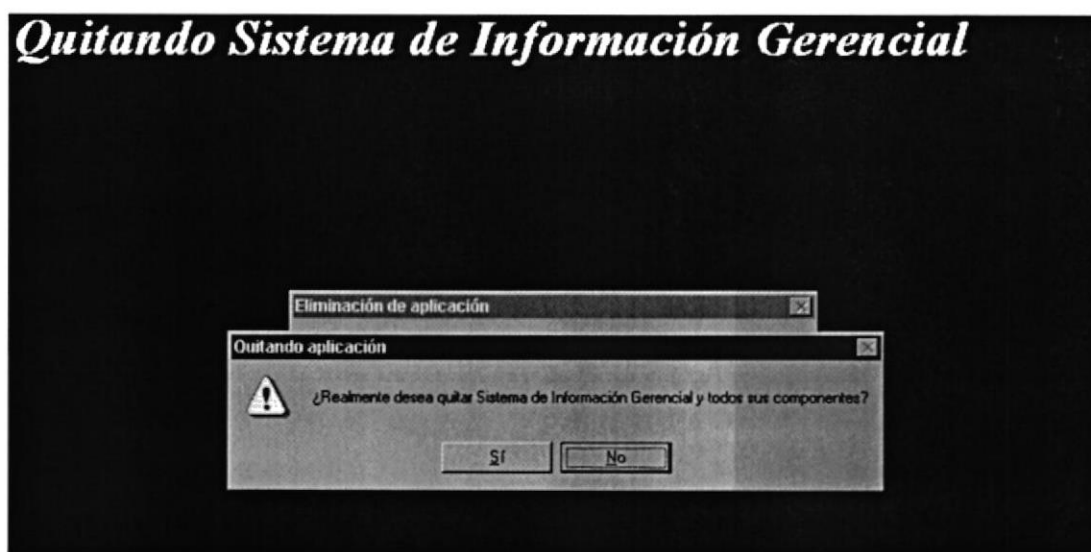 Quitando Sistema de Información Gerencial
Eliminación de aplicación
Quitando aplicación
¿Realmente desea quitar Sistema de Información Gerencial y todos sus componentes?
Sí
No